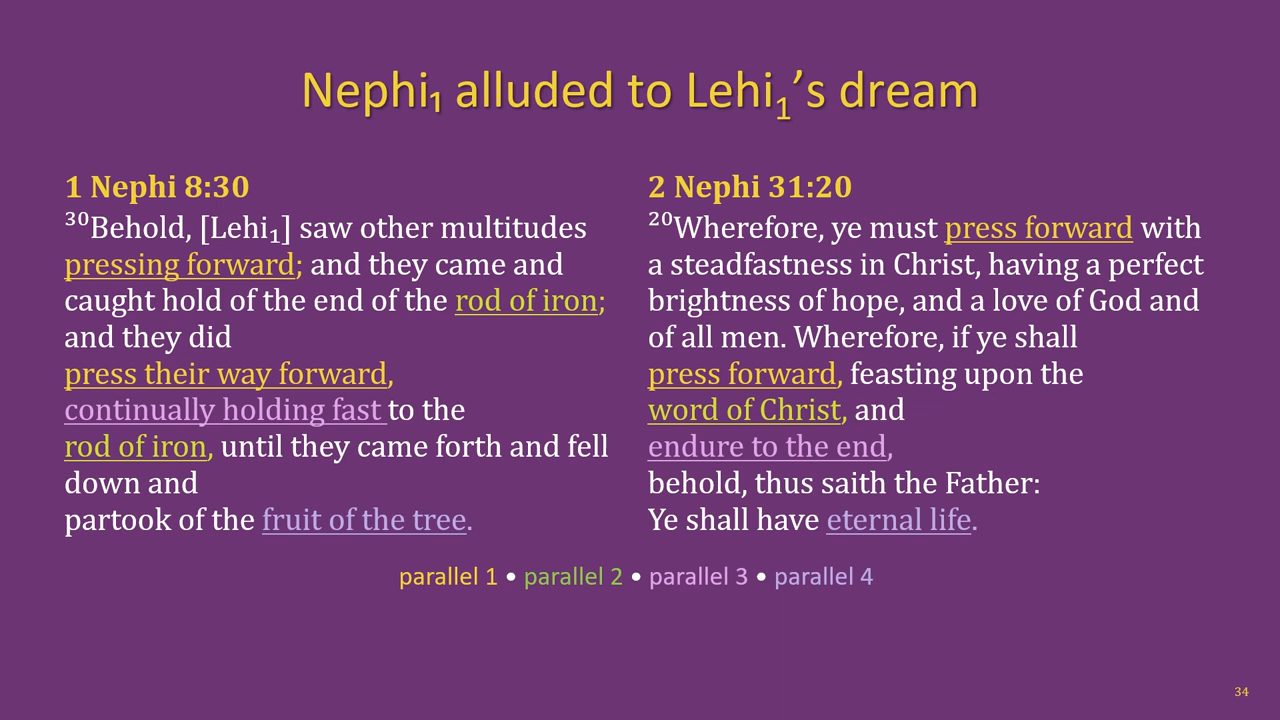 Nephi₁ alluded to Lehi₁’s dream
1 Nephi 8:30
³⁰Behold, [Lehi₁] saw other multitudes
pressing forward; and they came and
caught hold of the end of the rod of iron;
and they did
press their way forward,
continually holding fast to the
rod of iron, until they came forth and fell
down and
partook of the fruit of the tree.
2 Nephi 31:20
²⁰Wherefore, ye must press forward with
a steadfastness in Christ, having a perfect
brightness of hope, and a love of God and
of all men. Wherefore, if ye shall
press forward, feasting upon the
word of Christ, and
endure to the end,
behold, thus saith the Father:
Ye shall have eternal life.
parallel 1 • parallel 2 • parallel 3 • parallel 4
34